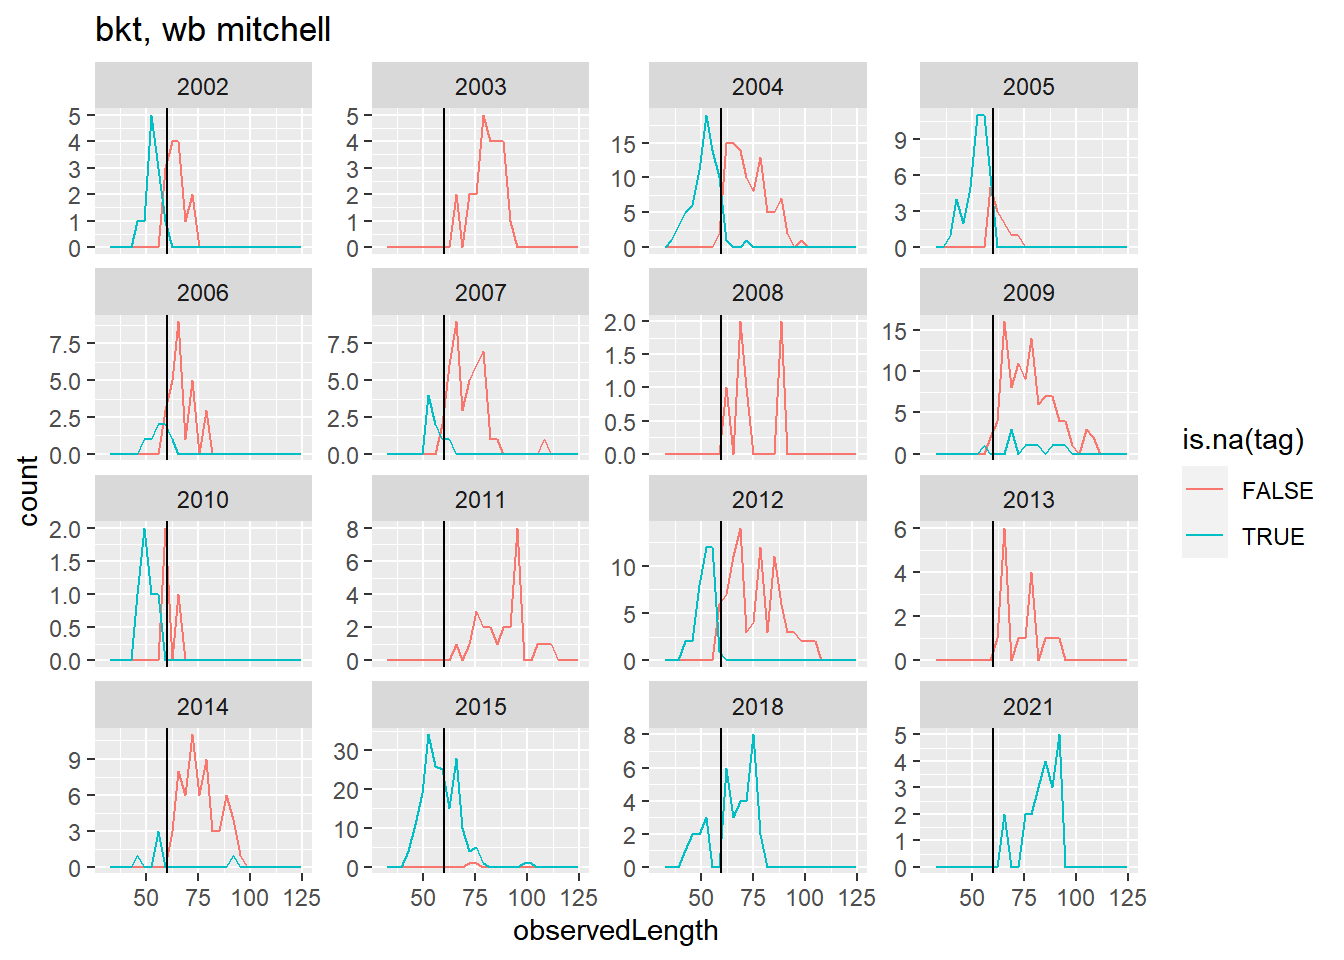 bkt, wb mitchell
2002 2003 2004 2005
5 4 3 2 1 0
5 4 3 2 1 0
15 10 5 0
9 6 3 0
2006 2007 2008 2009
7.5 5.0 2.5 0.0
7.5 5.0 2.5 0.0
2.0 1.5 1.0 0.5 0.0
15 10 5 0
2010 2011 2012 2013
2.0 1.5 1.0 0.5 0.0
8 6 4 2 0
10 5 0
6 4 2 0
2014 2015 2018 2021
9 6 3 0
30 20 10 0
8 6 4 2 0
5 4 3 2 1 0
50 75 100 125
50 75 100 125
50 75 100 125
50 75 100 125
observedLength
count
is.na(tag)
FALSE
TRUE